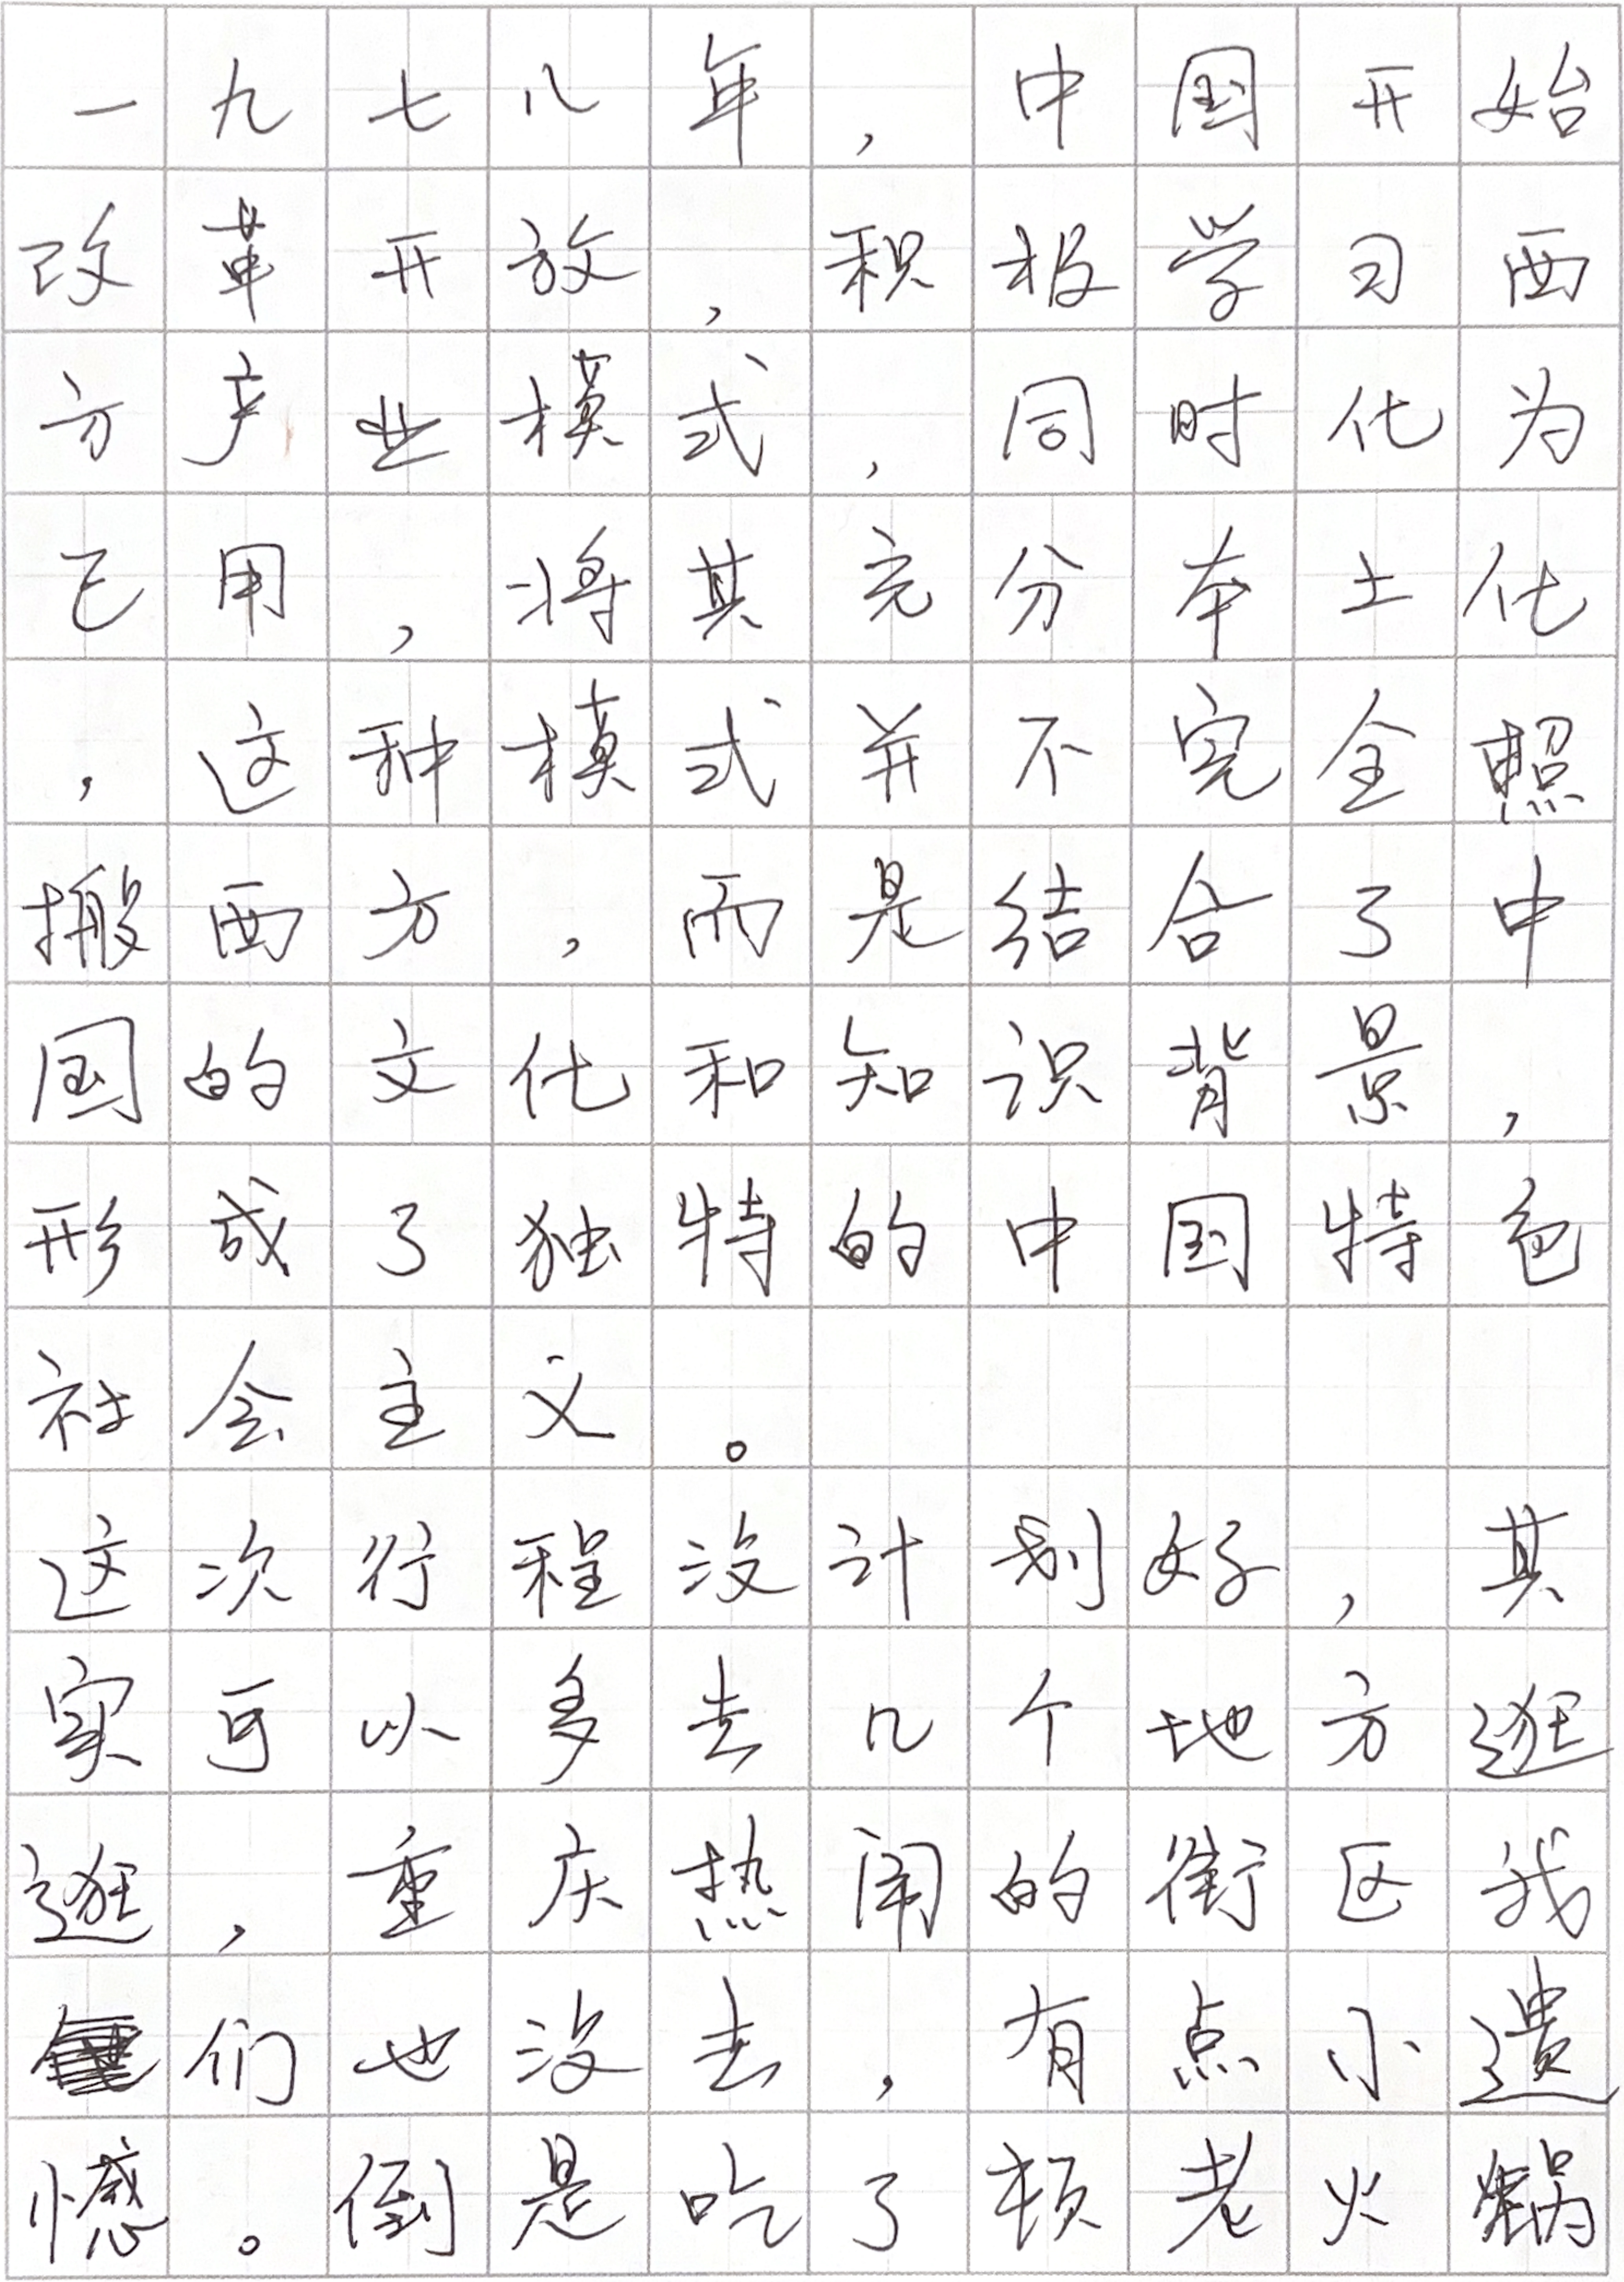 一九七八年，中国开始
改革开放，积极学习西
方产业模式，同时化为
己用，将其充分本土化
，这种模式并不完全照
搬西方，而是结合了中
国的文化和知识背景，
形成了独特的中国特色
社会主义。
这次行程没计划好，其
实可以多去几个地方逛
逛，重庆热闹的街区我
们也没去，有点小遗
憾。倒是吃了顿老火锅